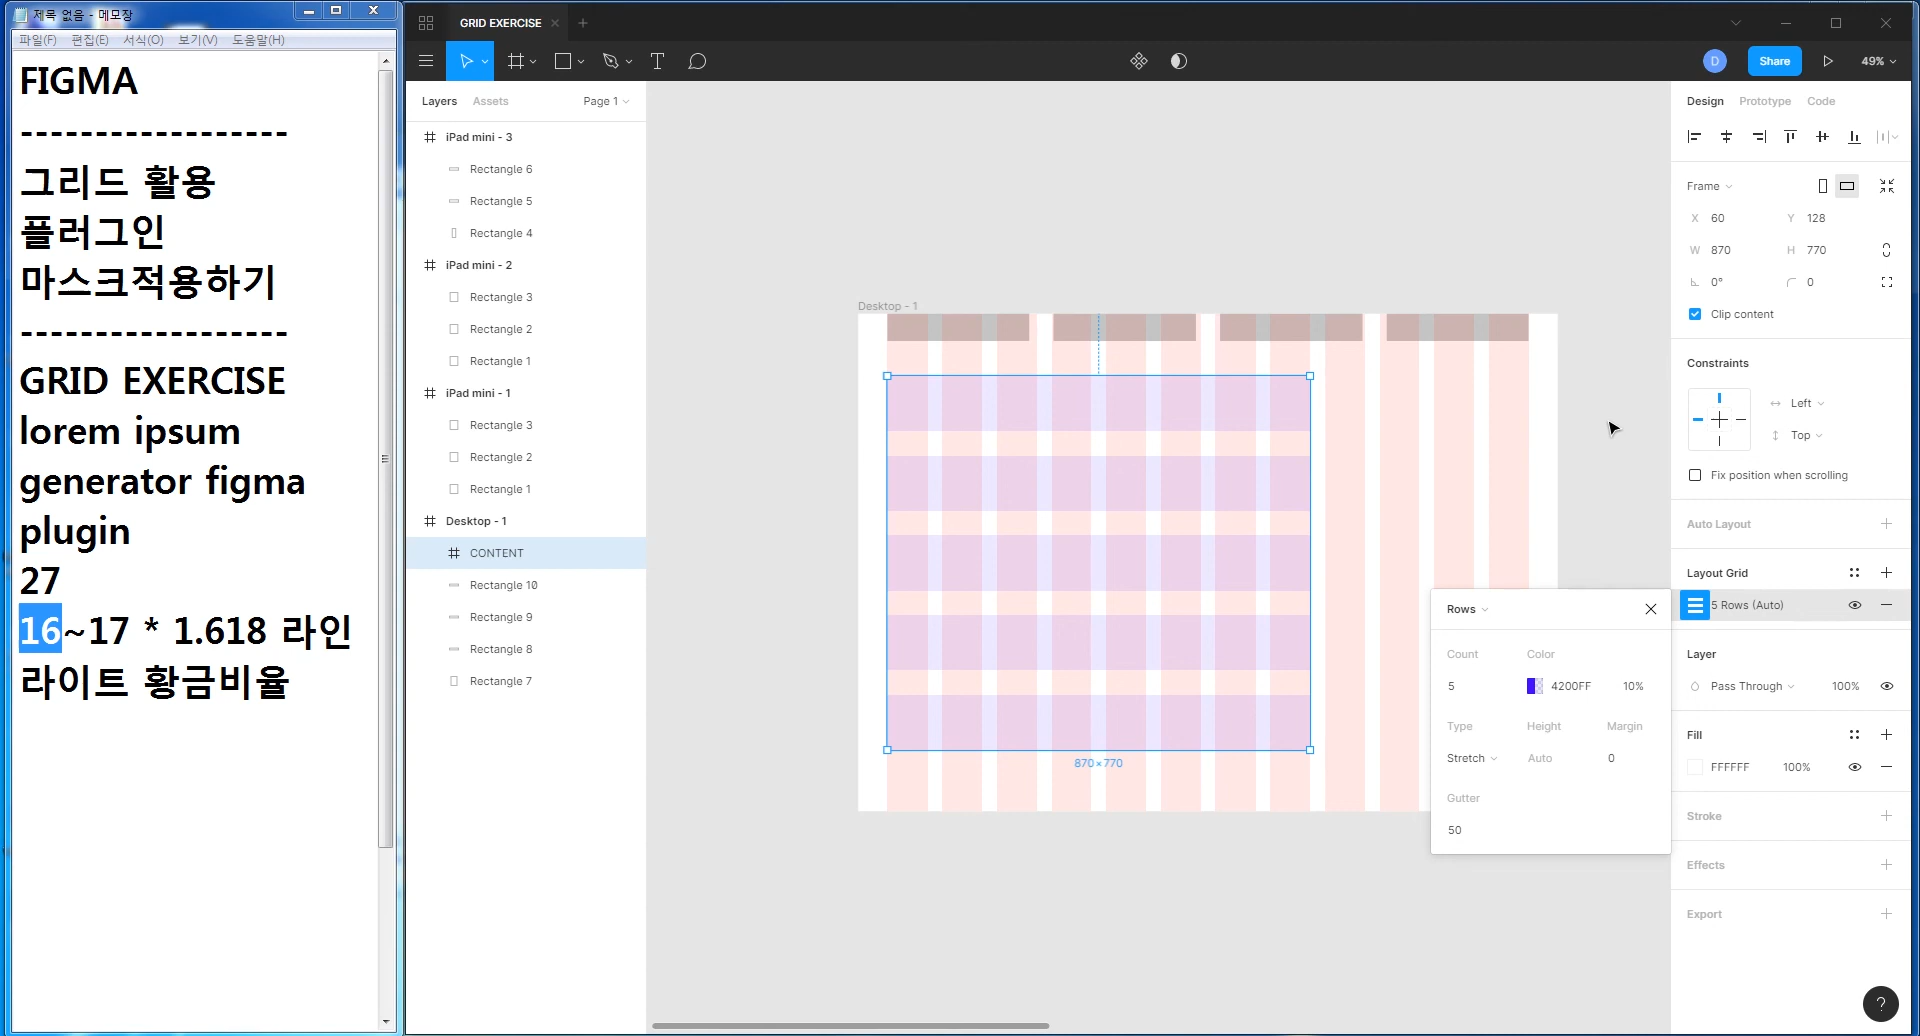 제목 없음 - 메모장
파일(F) 편집(E) 서식(O) 보기(V) 도움말(H)
FIGMA
------------------
그리드 활용
플러그인
마스크적용하기
------------------
GRID EXERCISE
lorem ipsum
generator figma
plugin
27
16~17 * 1.618 라인
라이트 황금비율
GRID EXERCISE
D
Share
49%
Layers Assets Page 1
iPad mini - 3
Rectangle 6
Rectangle 5
Rectangle 4
iPad mini - 2
Rectangle 3
Rectangle 2
Rectangle 1
iPad mini - 1
Rectangle 3
Rectangle 2
Rectangle 1
Desktop - 1
CONTENT
Rectangle 10
Rectangle 9
Rectangle 8
Rectangle 7
Desktop - 1
870 × 770
Rows
Count Color
5 4200FF 10%
Type Height Margin
Stretch Auto 0
Gutter
50
Design Prototype Code
Frame
X 60 Y 128
W 870 H 770
0° 0
Clip content
Constraints
Left
Top
Fix position when scrolling
Auto Layout
Layout Grid
5 Rows (Auto)
Layer
Pass Through 100%
Fill
FFFFFF 100%
Stroke
Effects
Export
?